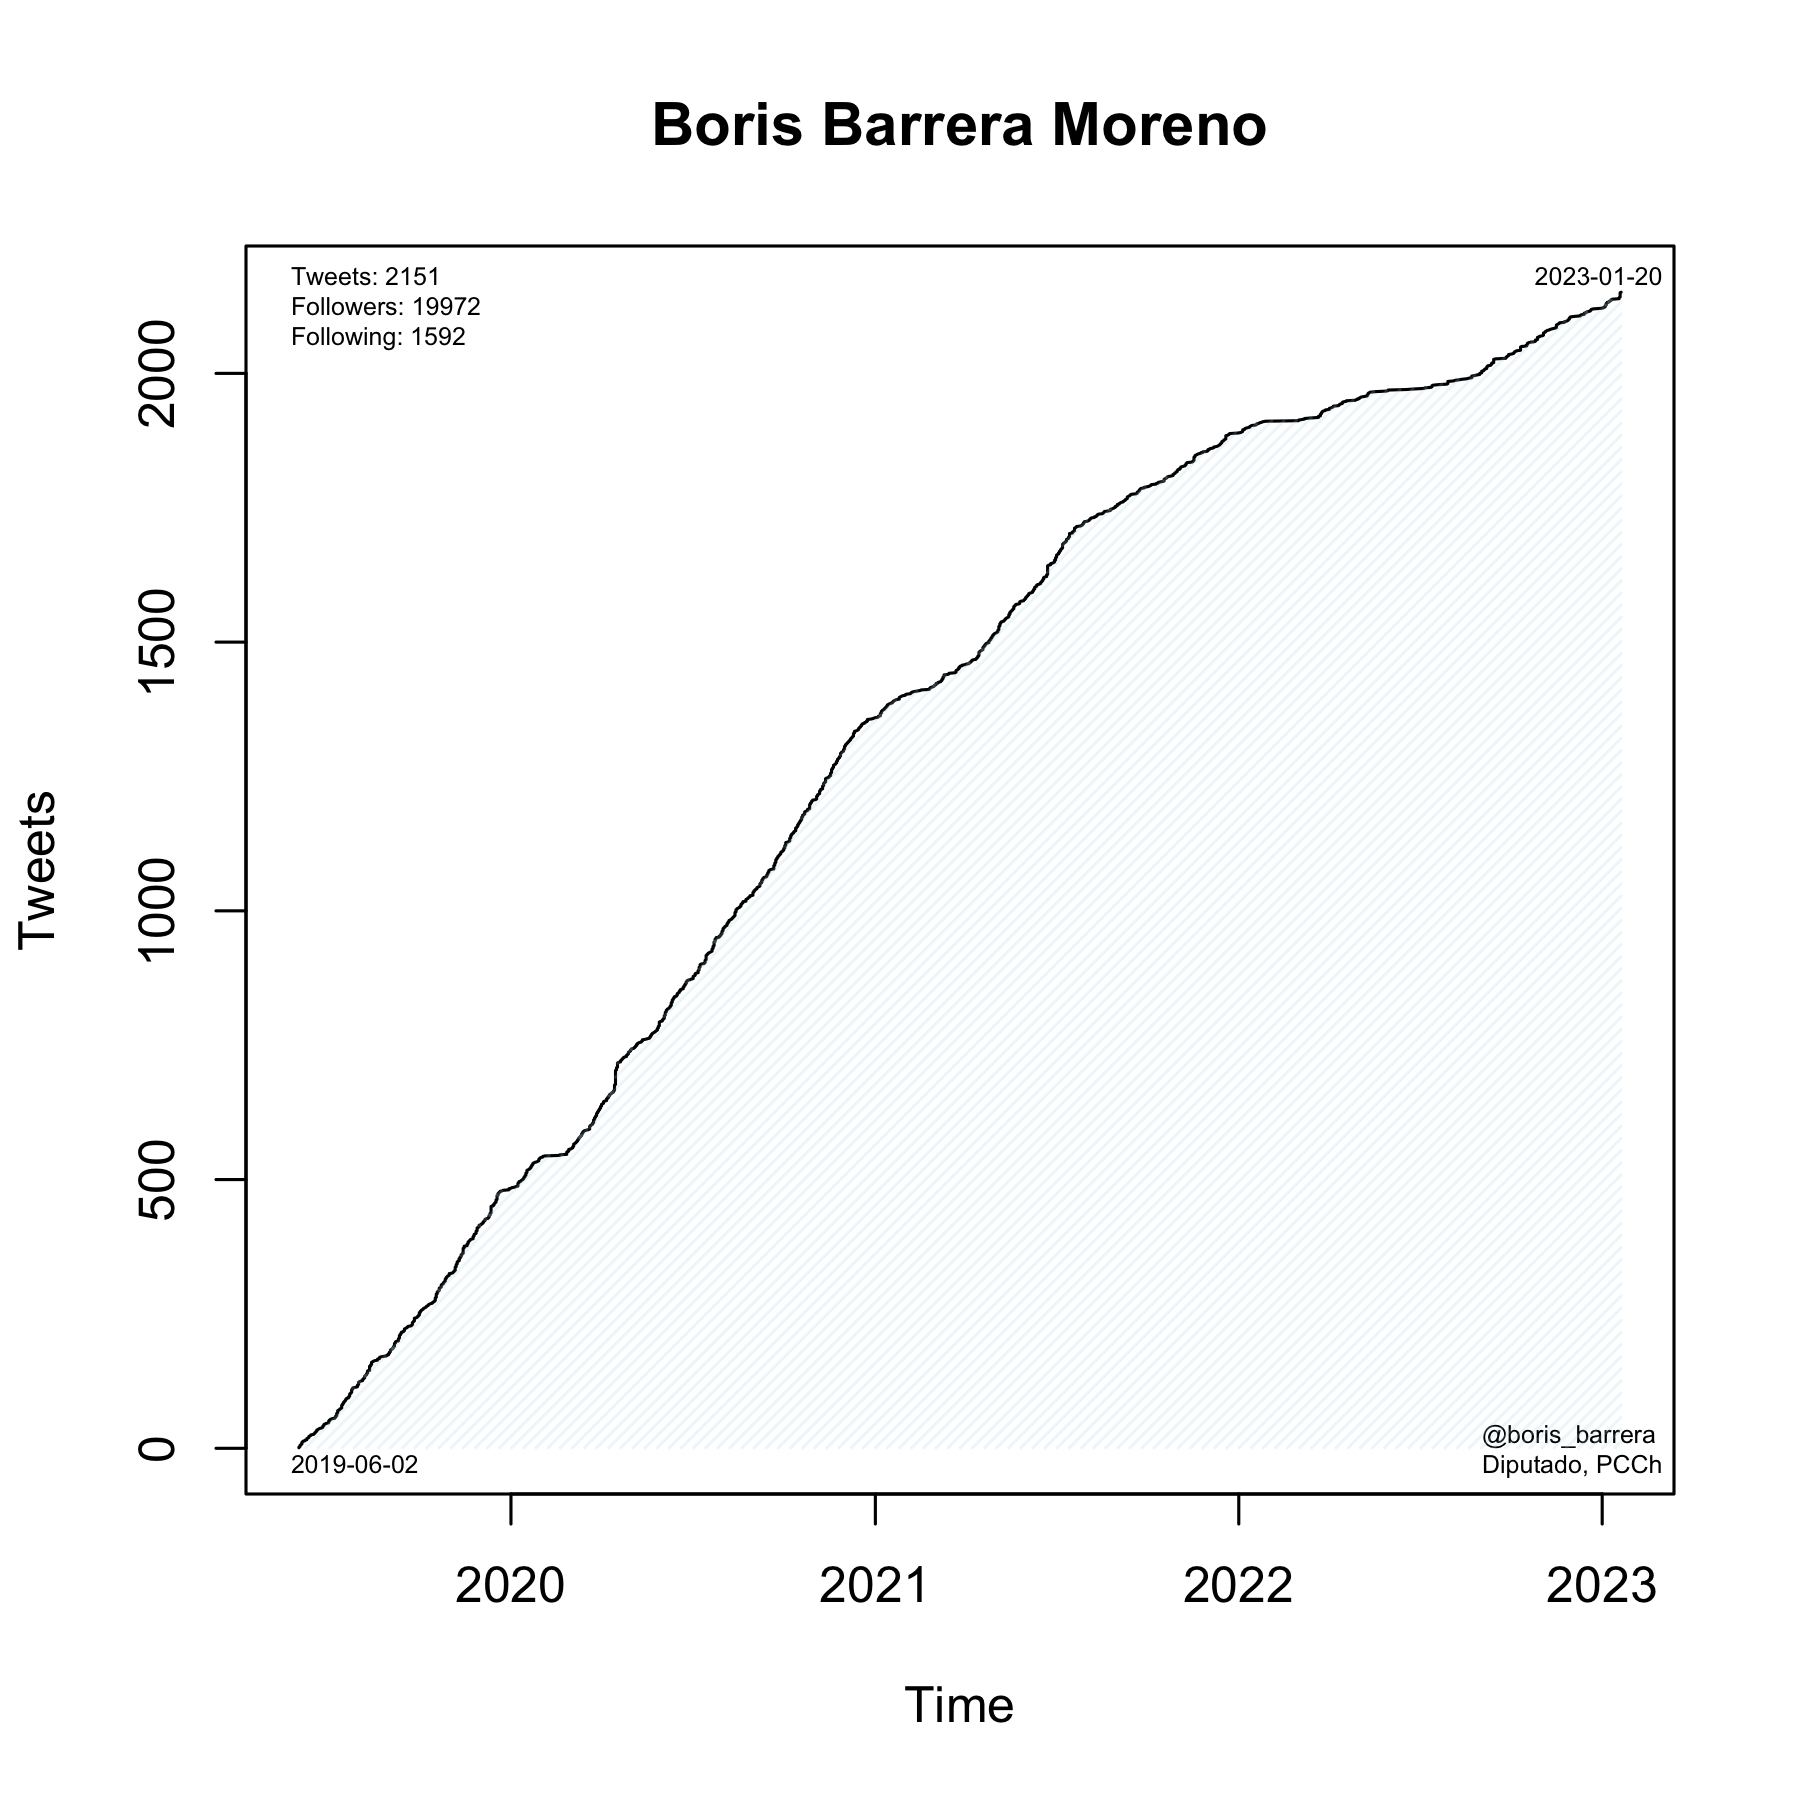 Boris Barrera Moreno
Tweets: 2151
Followers: 19972
Following: 1592
2023-01-20
2000
1500
1000
500
0
Tweets
2019-06-02
@boris_barrera
Diputado, PCCh
2020 2021 2022 2023
Time